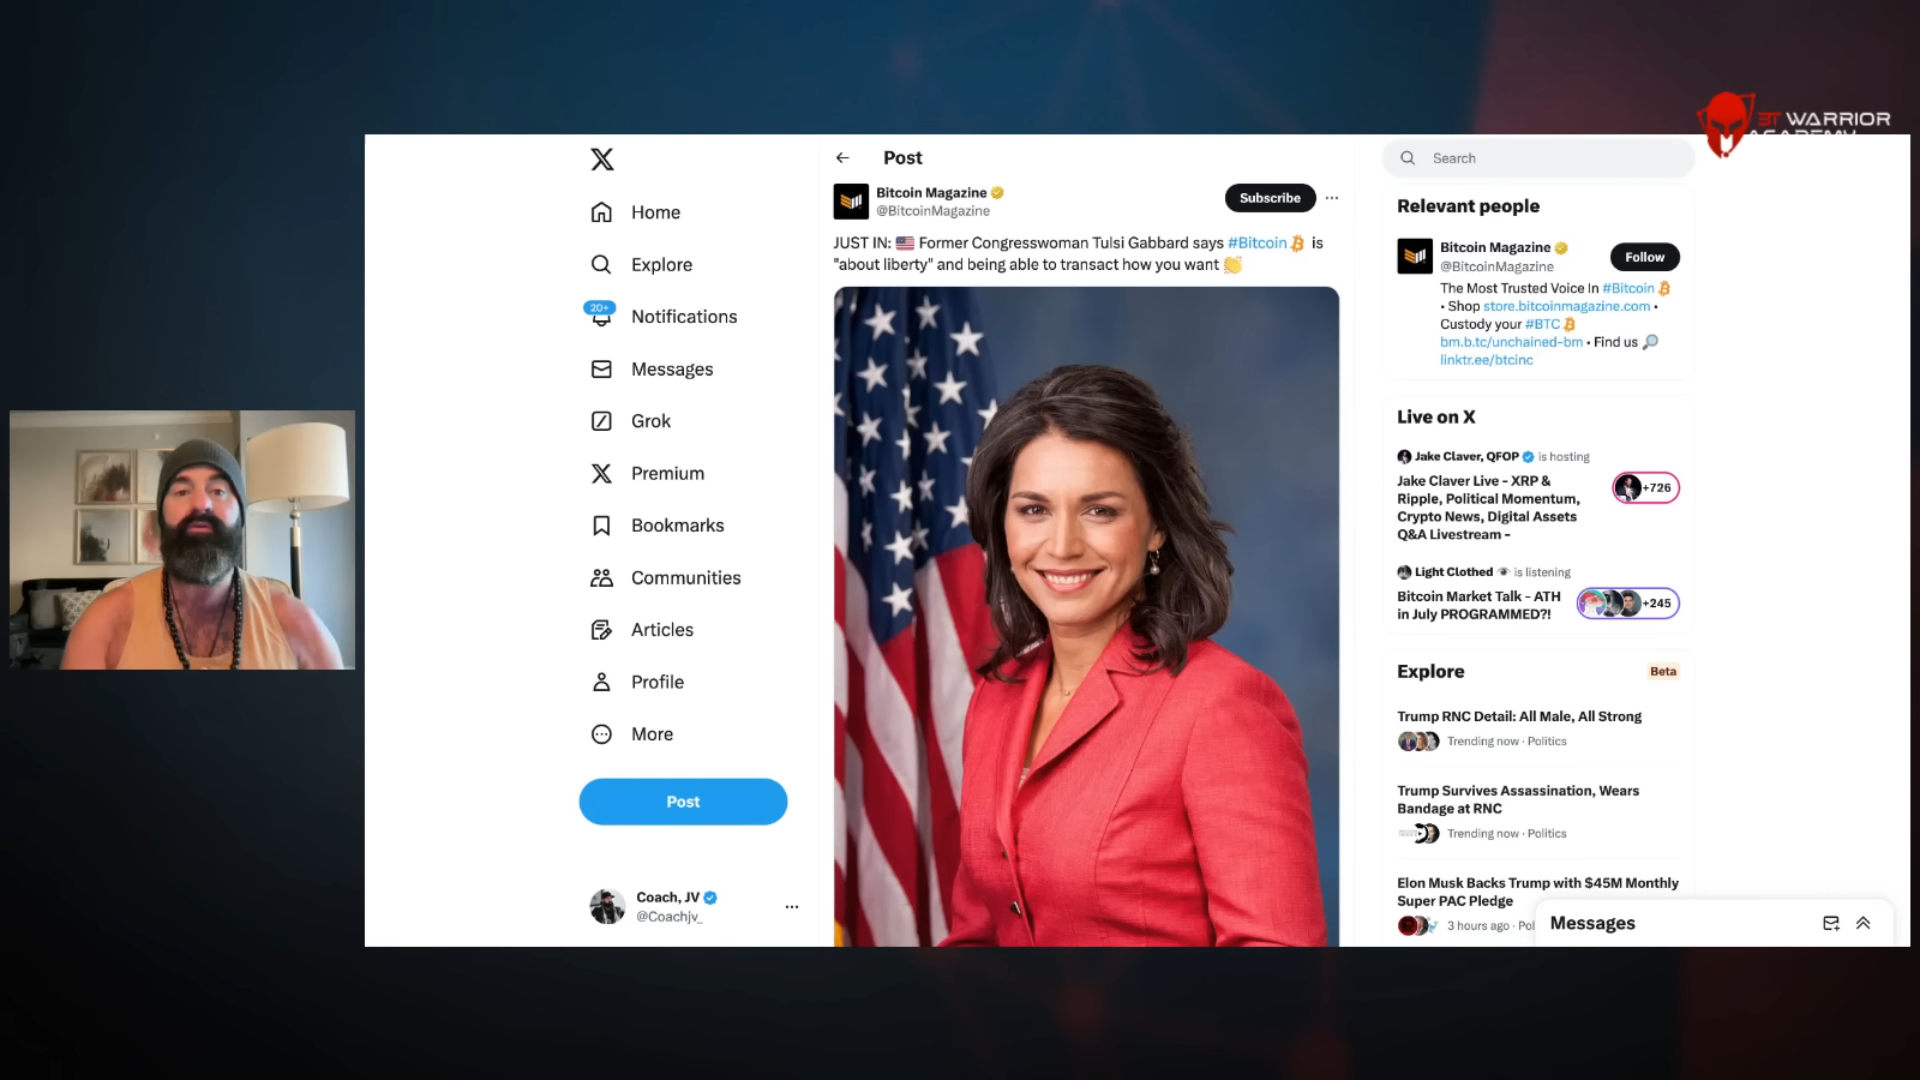 3T WARRIOR
ACADEMY
Home
Explore
20+
Notifications
Messages
Grok
Premium
Bookmarks
Communities
Articles
Profile
More
Post
Coach, JV
@Coachjv_
Post
Bitcoin Magazine
@BitcoinMagazine
Subscribe
JUST IN: 🇺🇸 Former Congresswoman Tulsi Gabbard says #Bitcoin is
"about liberty" and being able to transact how you want 👏
Search
Relevant people
Bitcoin Magazine
@BitcoinMagazine
Follow
The Most Trusted Voice In #Bitcoin
• Shop store.bitcoinmagazine.com •
Custody your #BTC
bm.b.tc/unchained-bm • Find us 🔎
linktr.ee/btcinc
Live on X
Jake Claver, QFOP is hosting
Jake Claver Live - XRP &
Ripple, Political Momentum,
Crypto News, Digital Assets
Q&A Livestream -
+726
Light Clothed 👁 is listening
Bitcoin Market Talk - ATH
in July PROGRAMMED?!
+245
Explore
Beta
Trump RNC Detail: All Male, All Strong
Trending now · Politics
Trump Survives Assassination, Wears
Bandage at RNC
Trending now · Politics
Elon Musk Backs Trump with $45M Monthly
Super PAC Pledge
3 hours ago · Pol
Messages